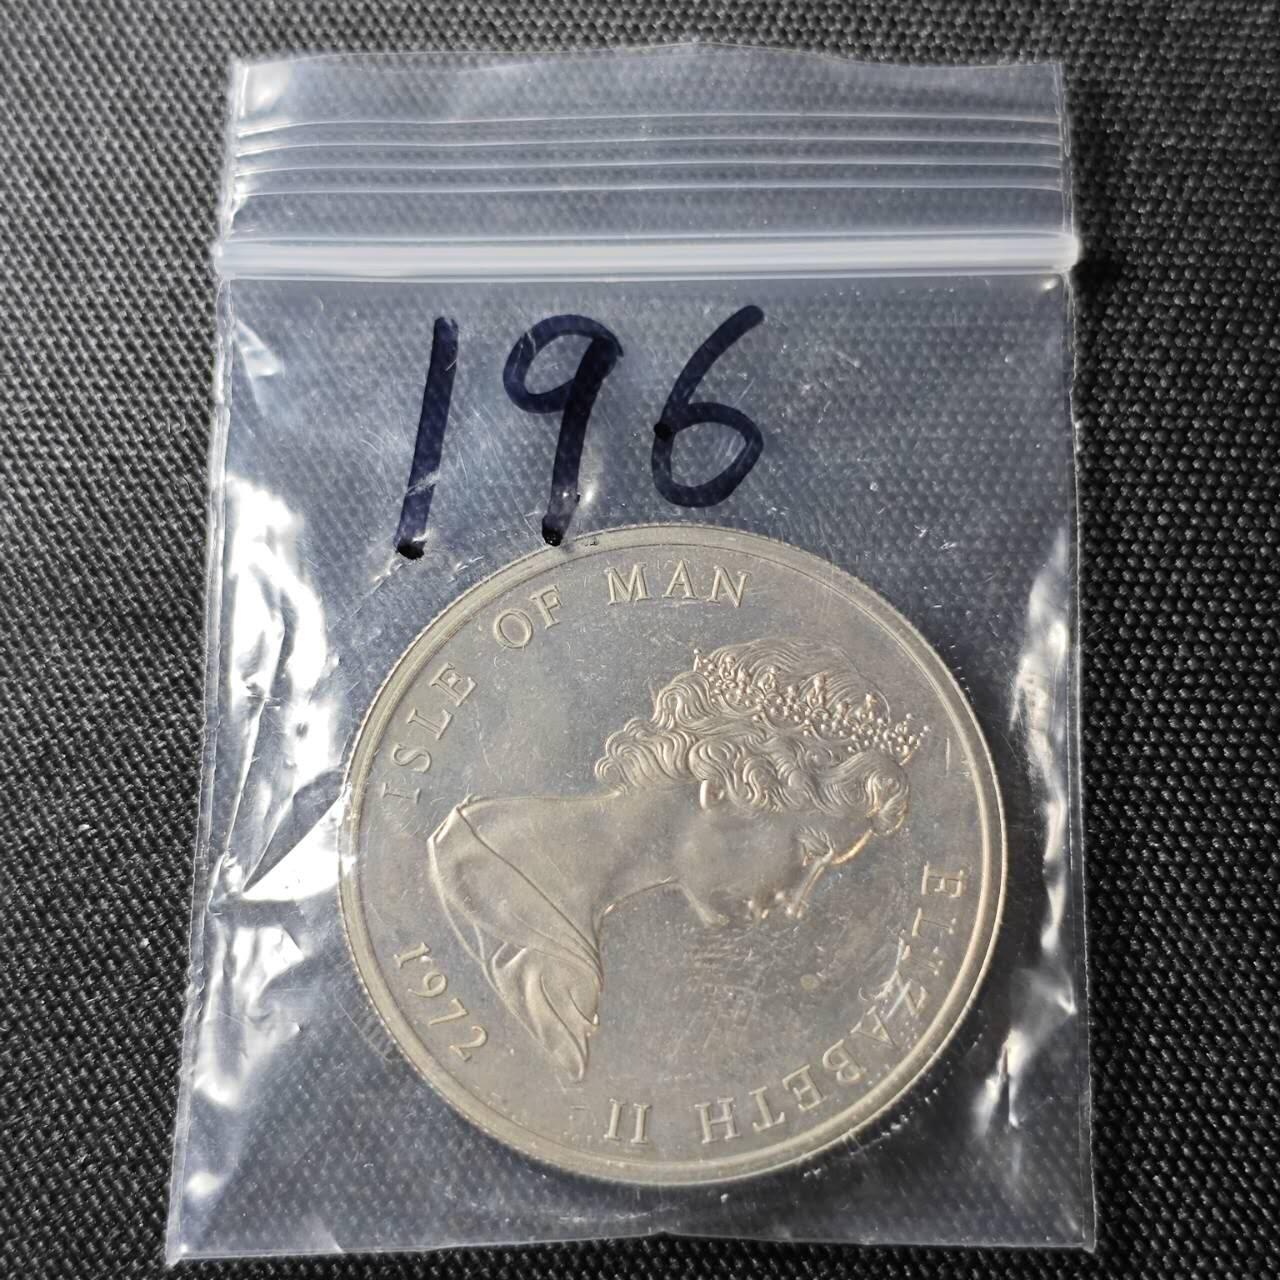 196
ISLE OF MAN
ELIZABETH II
1972